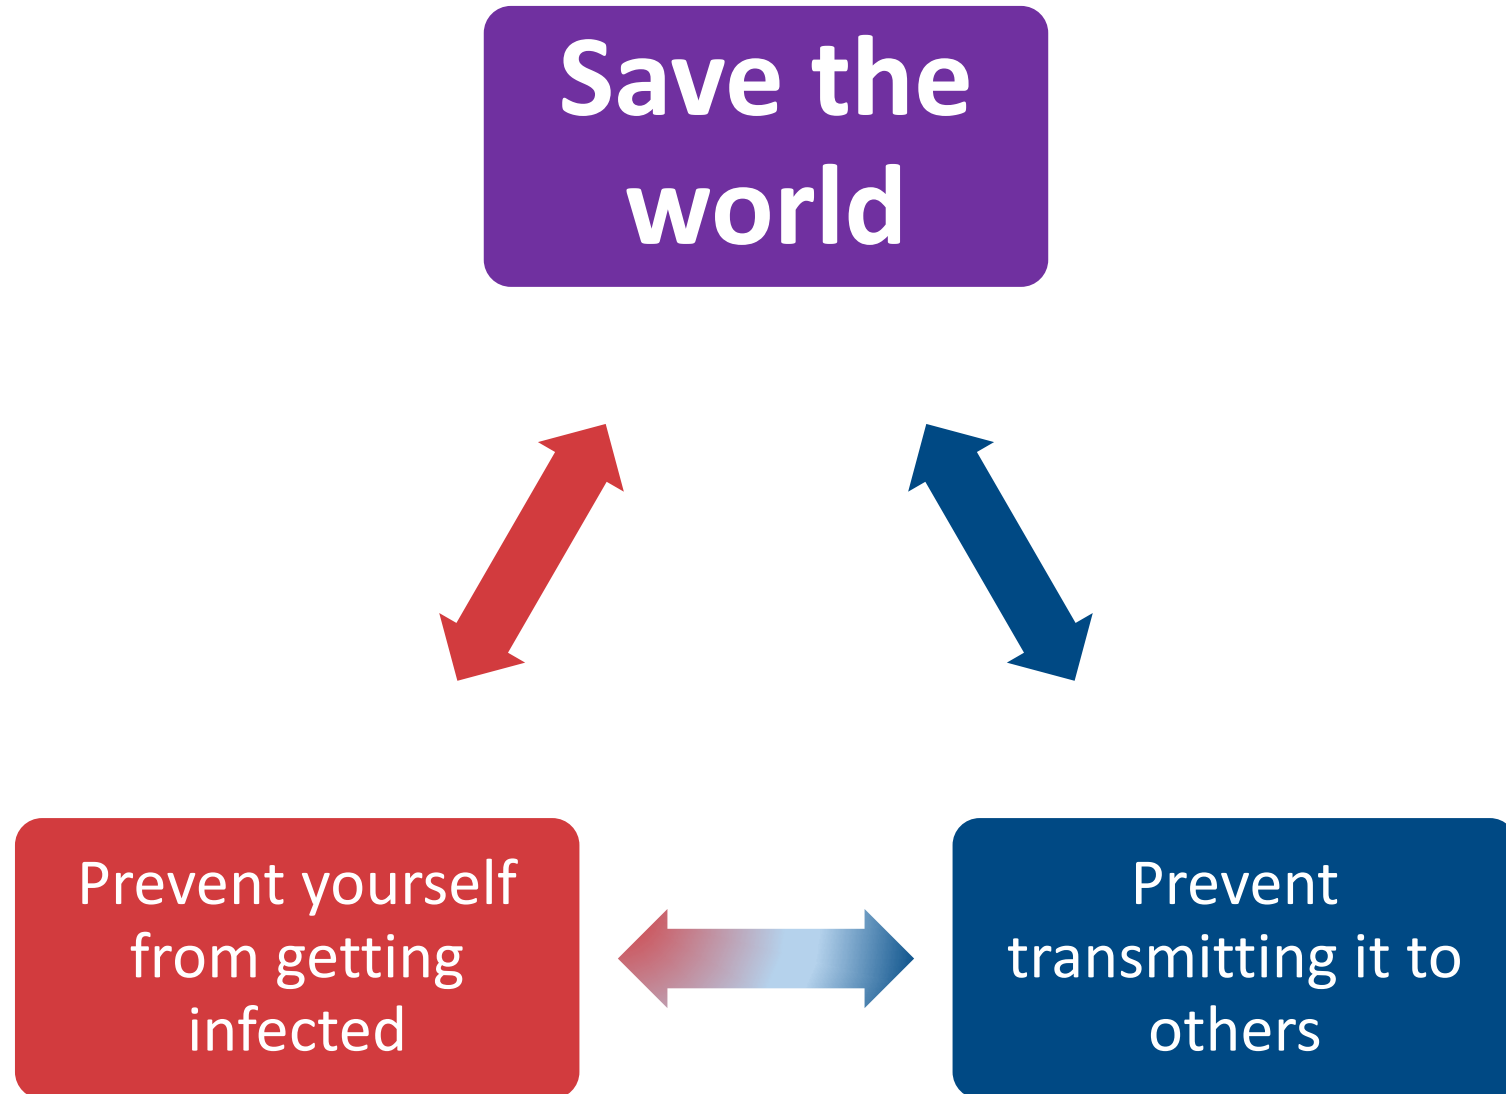 Save the
world
Prevent yourself
from getting
infected
Prevent
transmitting it to
others